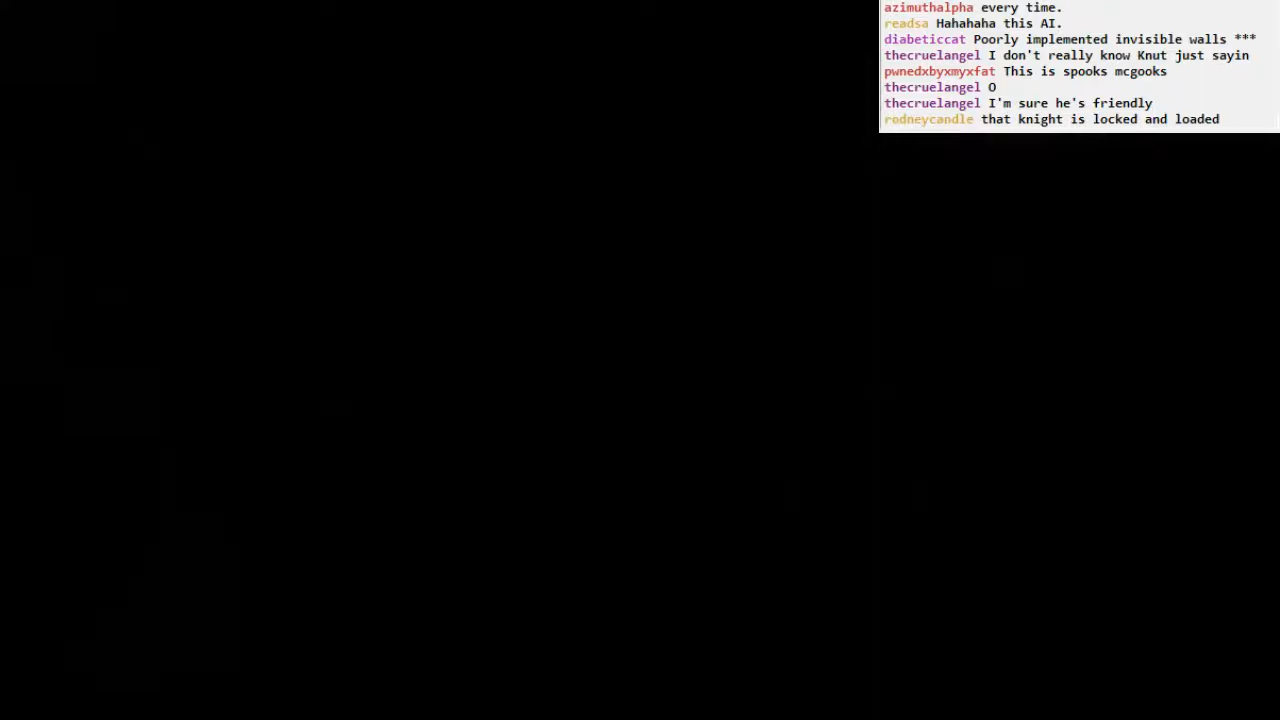 azimuthalpha every time.
readsa Hahahaha this AI.
diabeticcat Poorly implemented invisible walls ***
thecruelangel I don't really know Knut just sayin
pwnedxbyxmyxfat This is spooks mcgooks
thecruelangel O
thecruelangel I'm sure he's friendly
rodneycandle that knight is locked and loaded